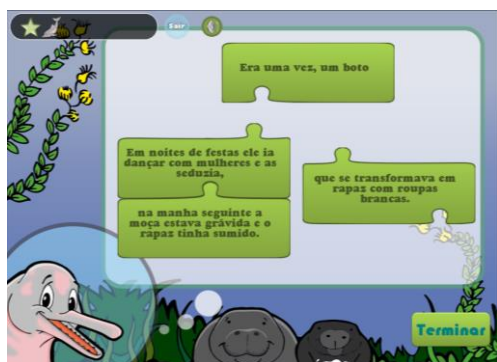 Sair
Era uma vez, um boto
Em noites de festas ele ia
dançar com mulheres e as
seduzia,
que se transformava em
rapaz com roupas
brancas.
na manha seguinte a
moça estava grávida e o
rapaz tinha sumido.
Terminar